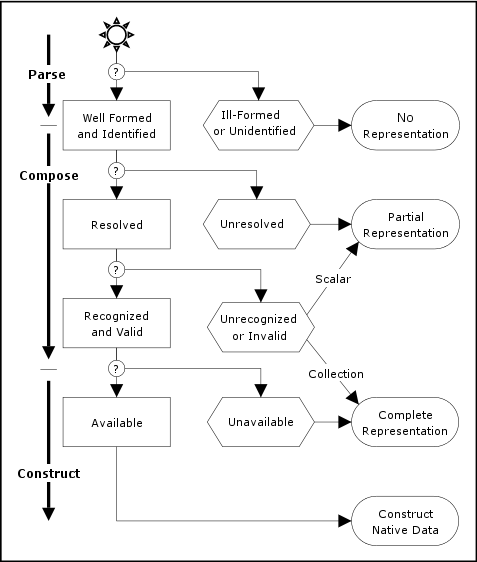 ?
Parse
Well Formed
and Identified
Ill-Formed
or Unidentified
No
Representation
?
Compose
Resolved
Unresolved
Partial
Representation
?
Scalar
Recognized
and Valid
Unrecognized
or Invalid
?
Collection
Available
Unavailable
Complete
Representation
Construct
Construct
Native Data